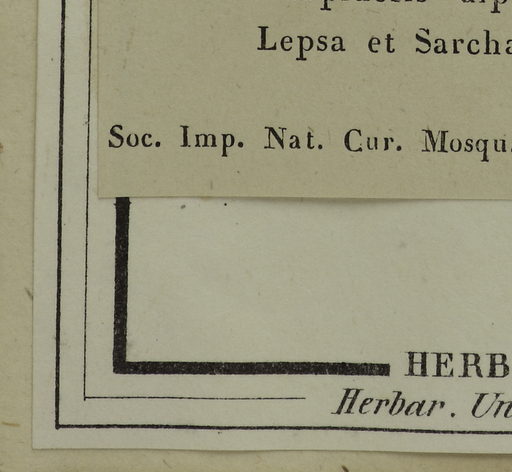 Lepsa et Sarcha
Soc. Imp. Nat. Cur. Mosqu.
HERB
Herbar. Un